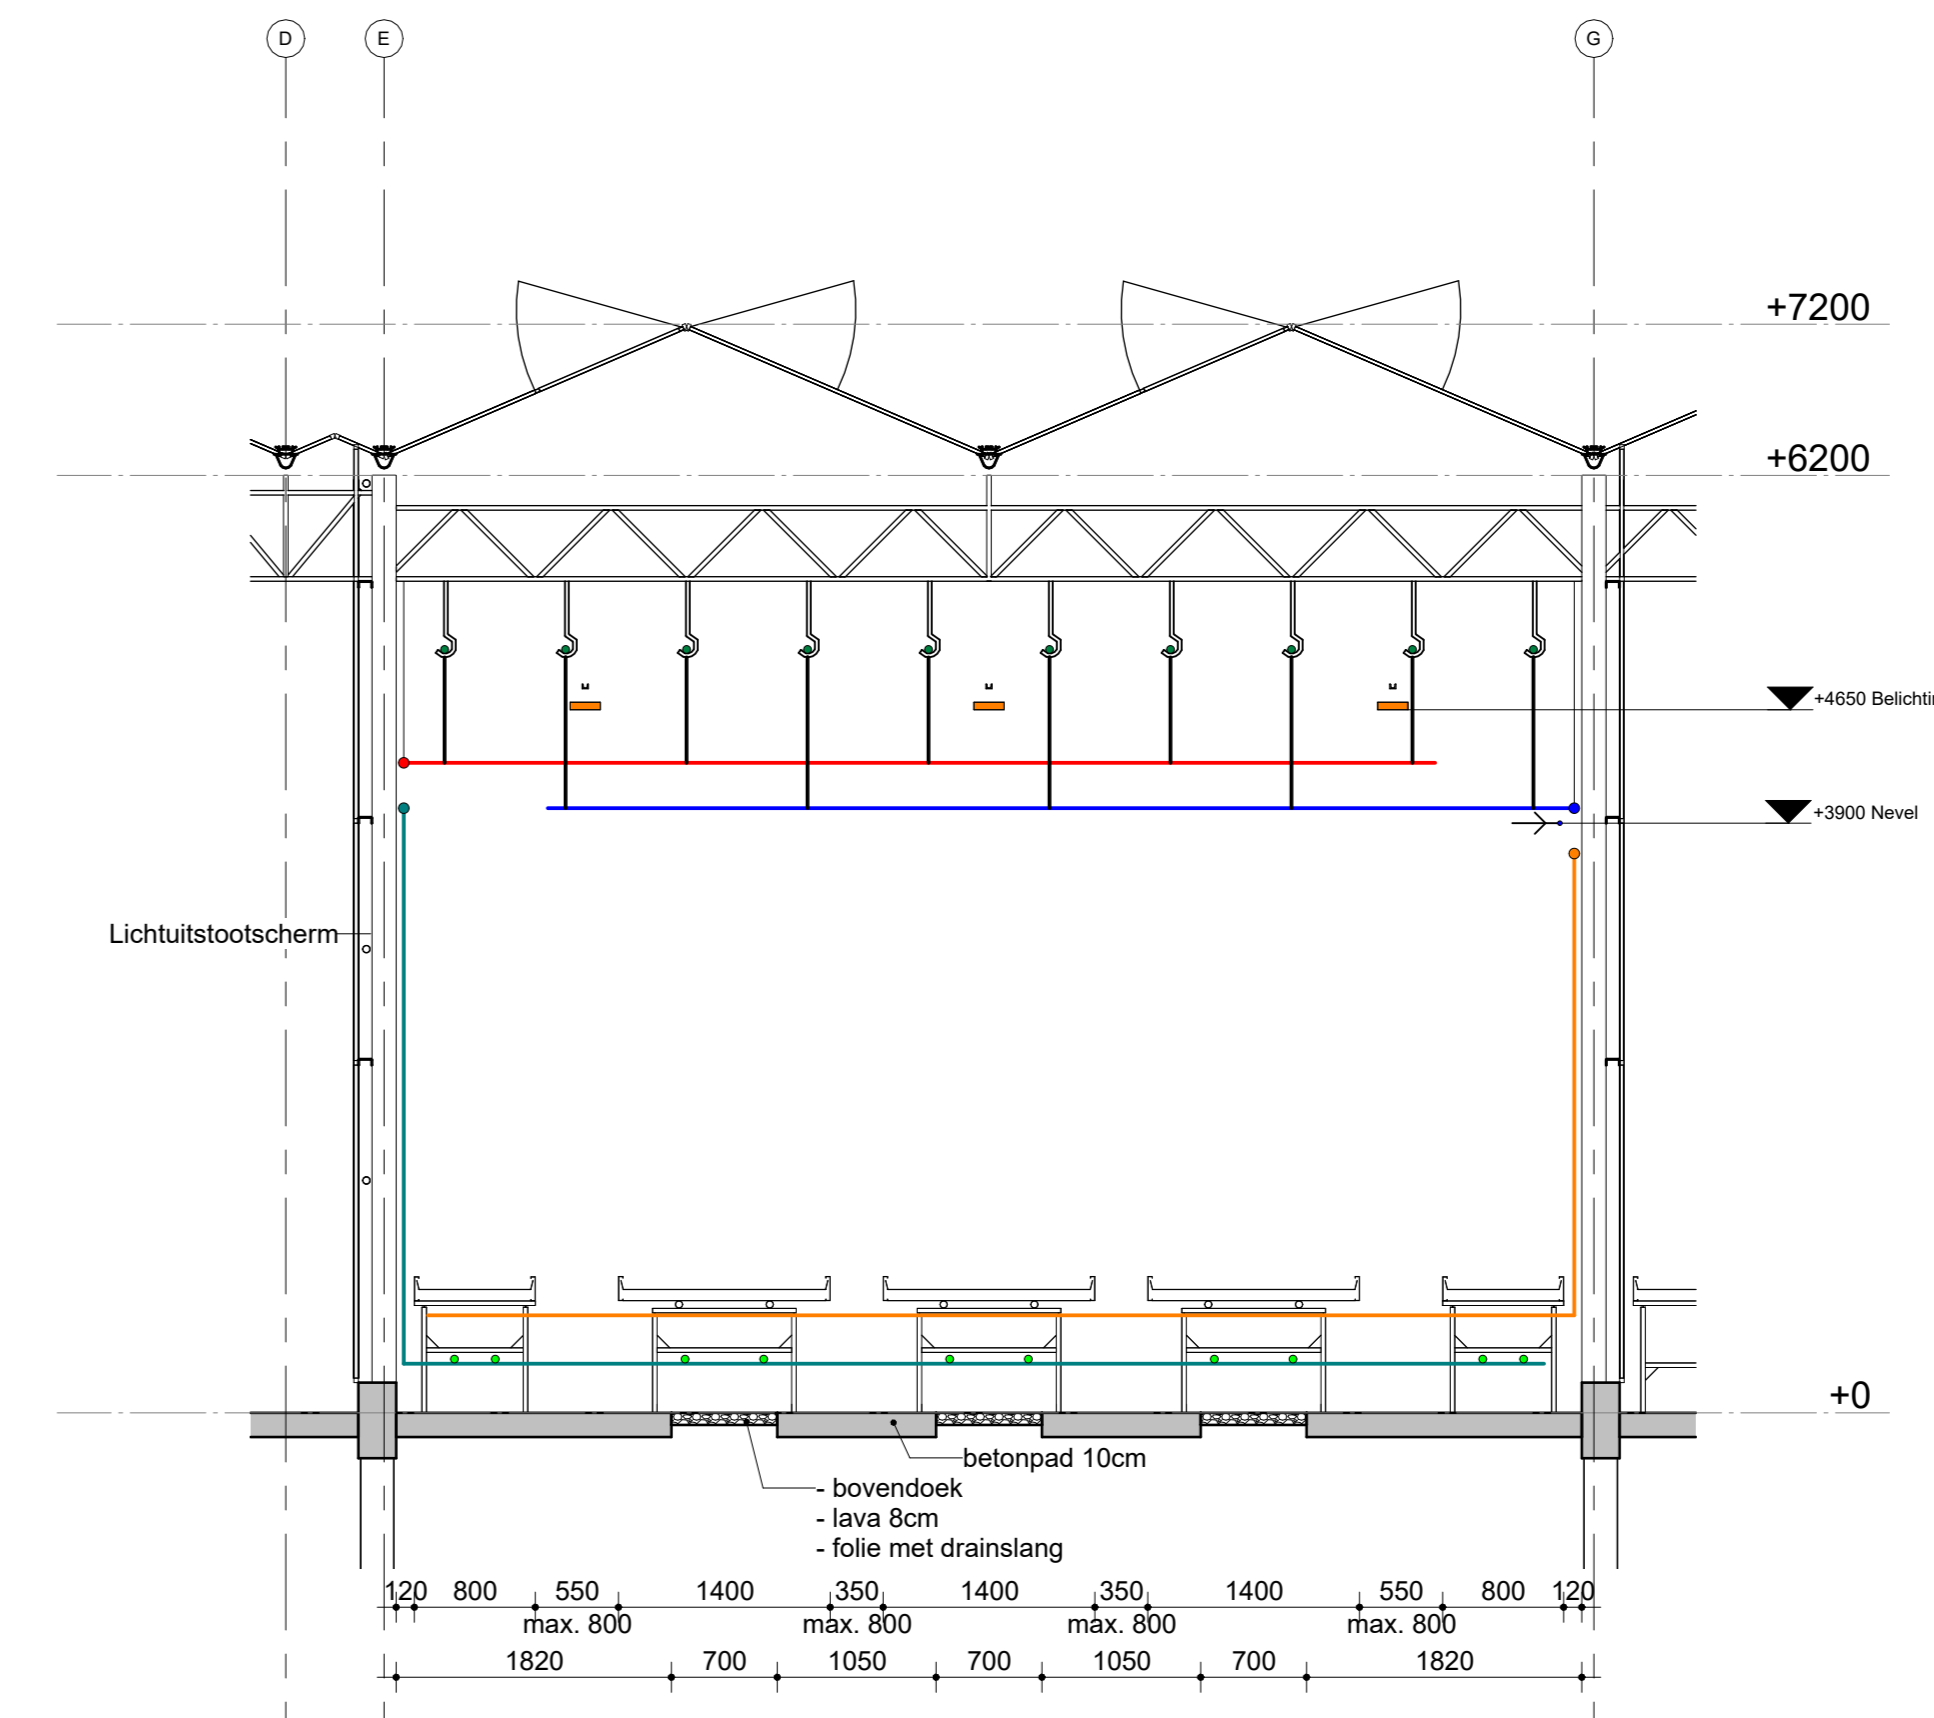 D E G
+7200
+6200
+4650 Belichtin
+3900 Nevel
Lichtuitstootscherm
+0
betonpad 10cm
- bovendoek
- lava 8cm
- folie met drainslang
120 800 550 1400 350 1400 350 1400 550 800 120
max. 800 max. 800 max. 800 max. 800
1820 700 1050 700 1050 700 1820